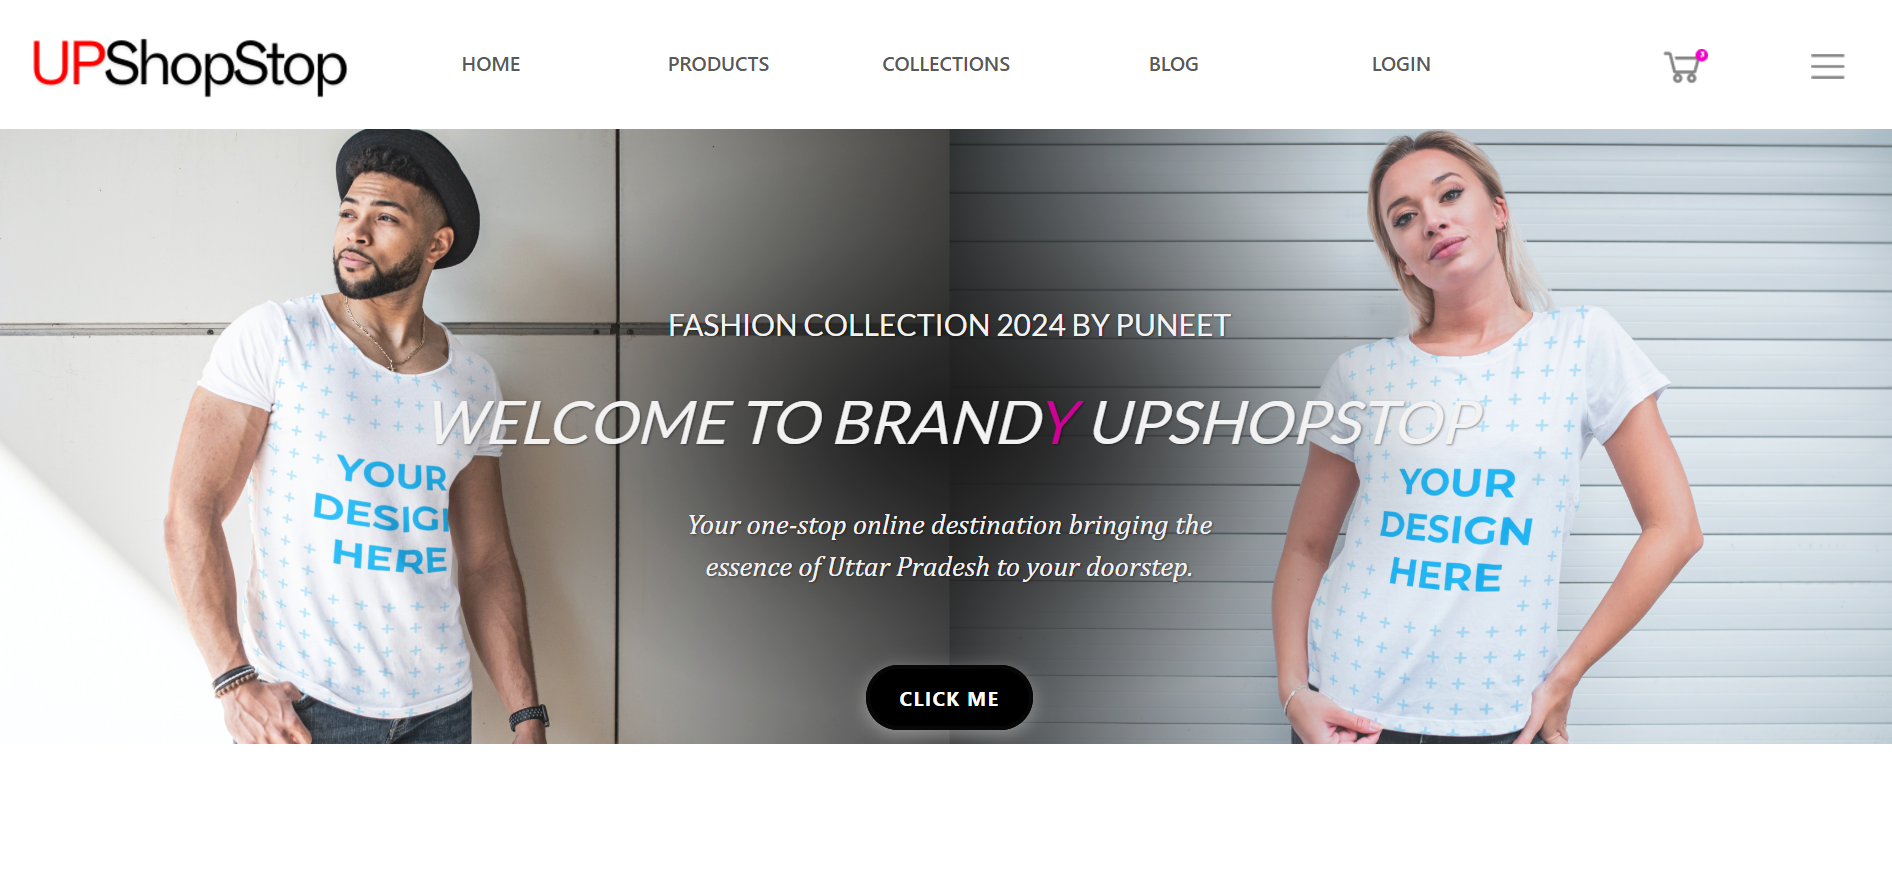 UPShopStop
HOME
PRODUCTS
COLLECTIONS
BLOG
LOGIN
3
FASHION COLLECTION 2024 BY PUNEET
WELCOME TO BRANDY UPSHOPSTOP
Your one-stop online destination bringing the
essence of Uttar Pradesh to your doorstep.
CLICK ME
YOUR
DESIGN
HERE
YOUR
DESIGN
HERE